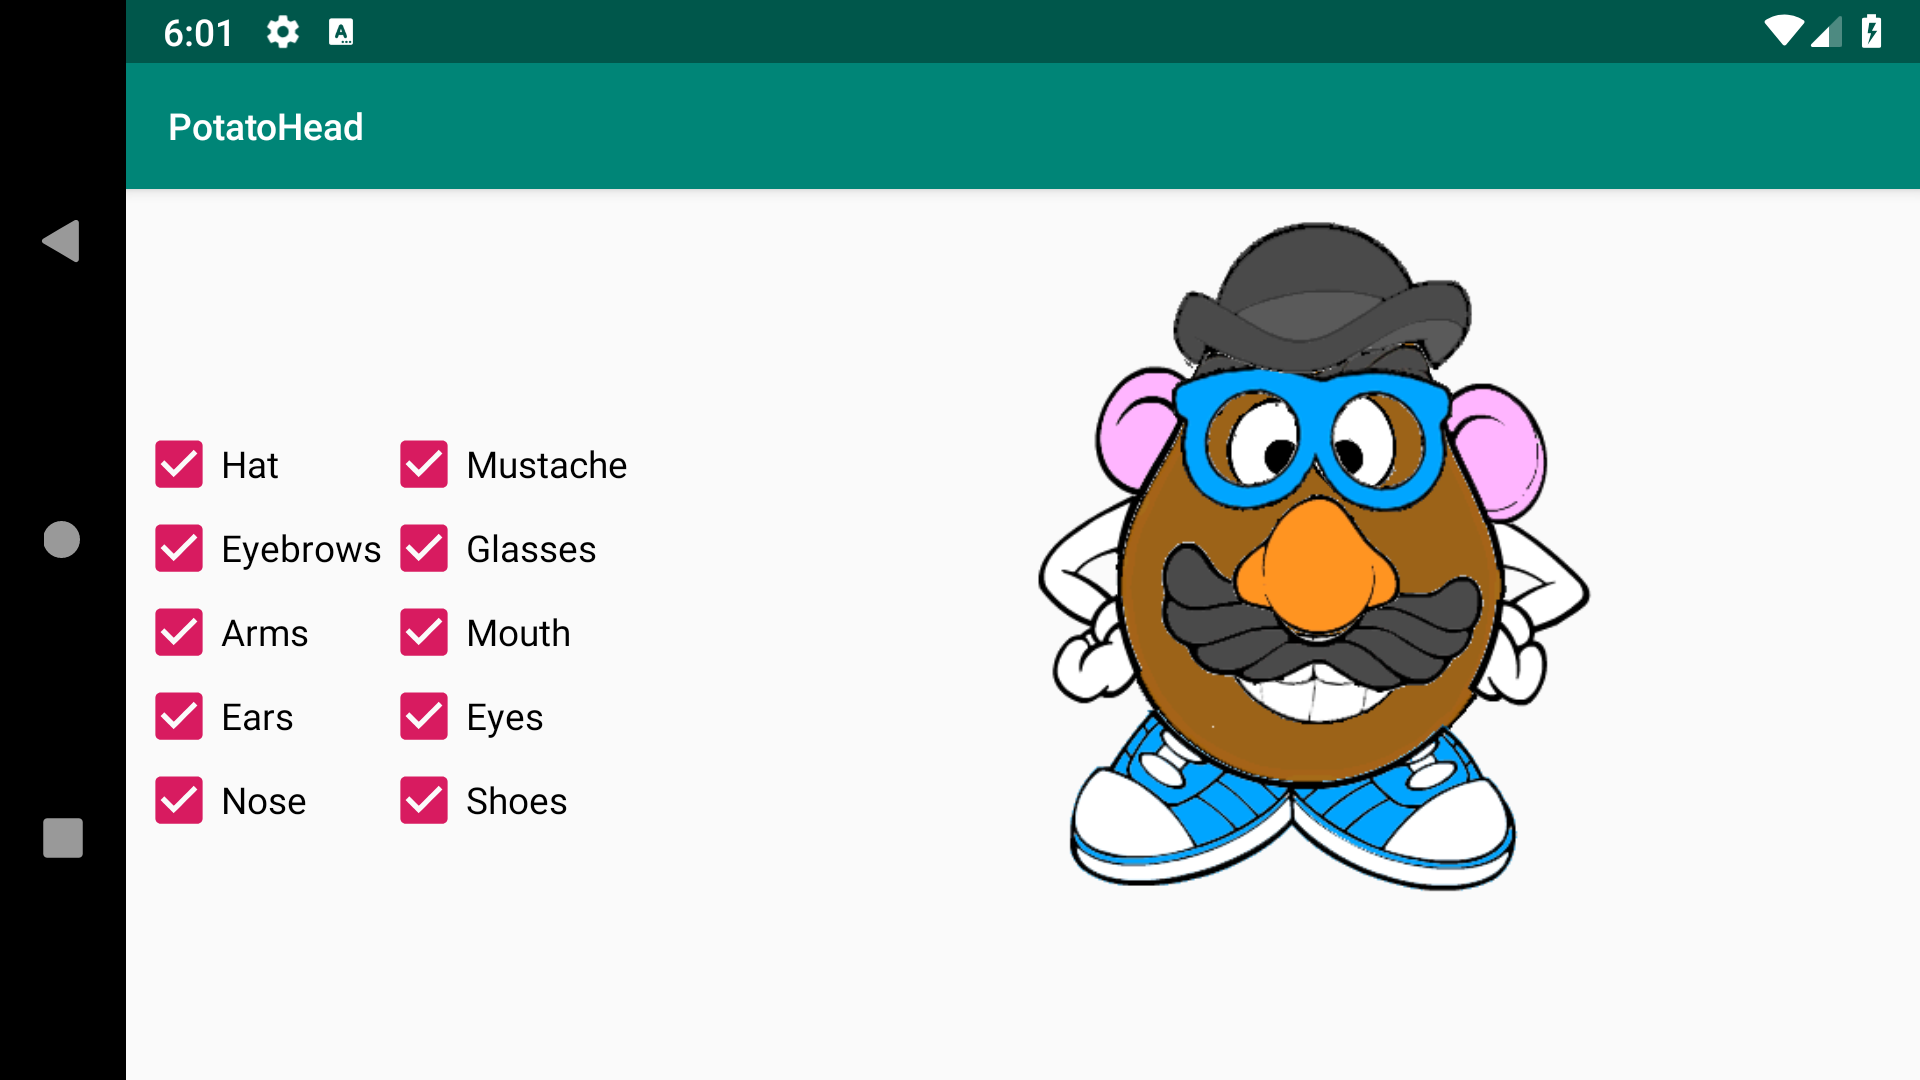 6:01
PotatoHead
Hat Mustache
Eyebrows Glasses
Arms Mouth
Ears Eyes
Nose Shoes